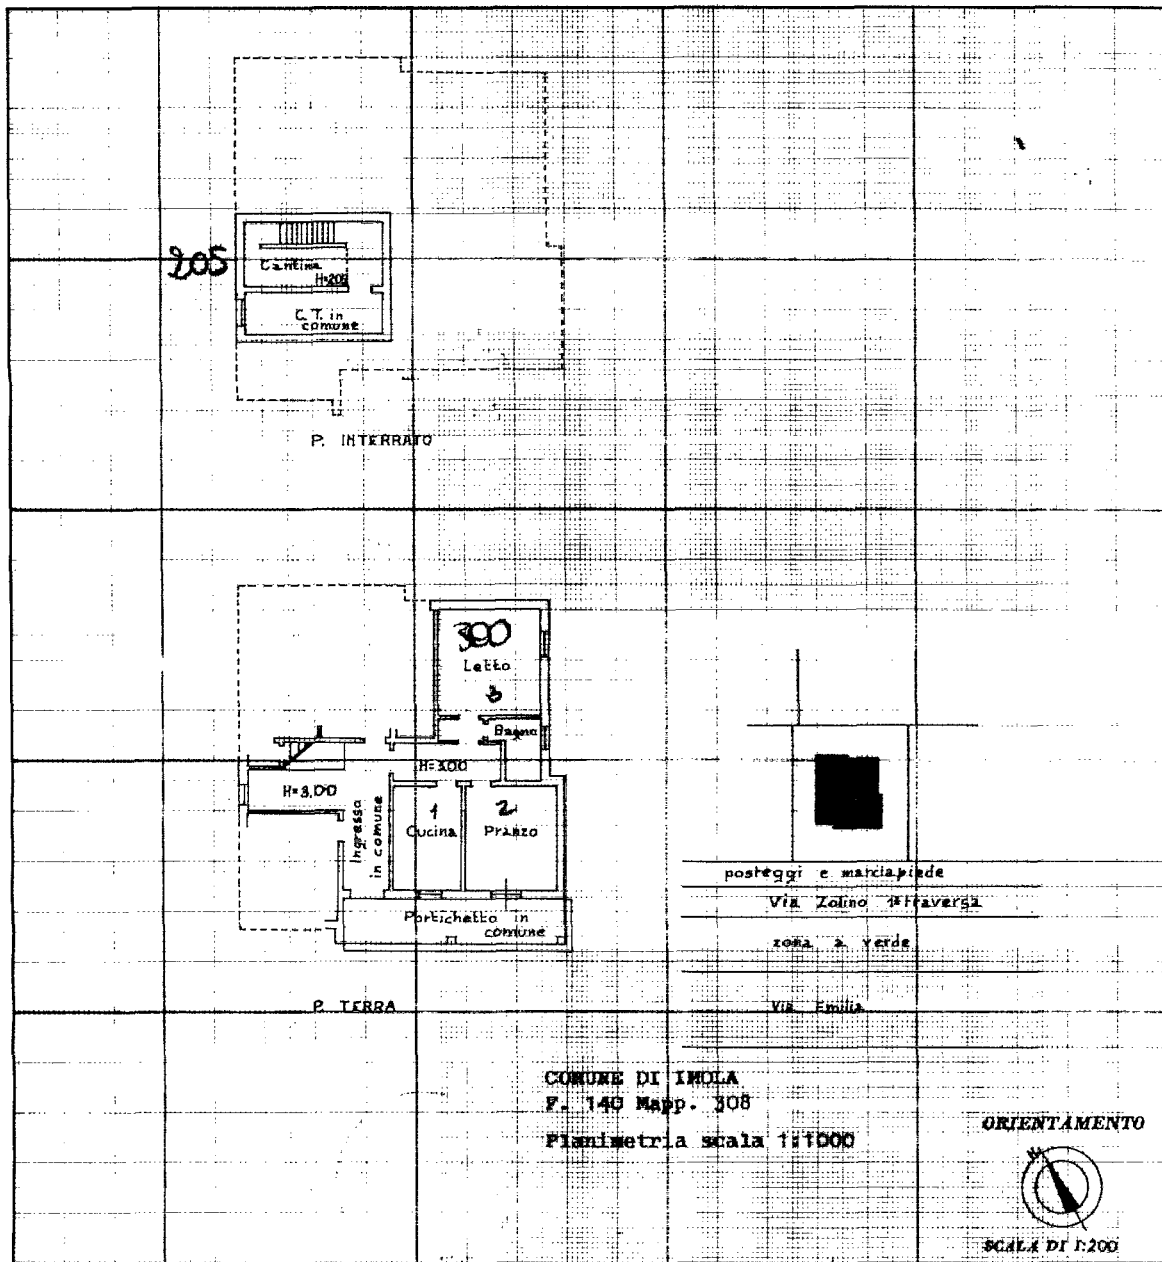 205
Cantina
H=205
C. T. in
comune
P. INTERRATO
300
Letto
3
Bagno
H=3.00
H=3.00
Ingresso
in comune
1
Cucina
2
Pranzo
Portichetto in
comune
P. TERRA
posteggi e marciapiede
Via Zolino 1ª traversa
zona a verde
Via Emilia
COMUNE DI IMOLA
F. 140 Mapp. 308
Planimetria scala 1:1000
ORIENTAMENTO
N
SCALA DI 1:200